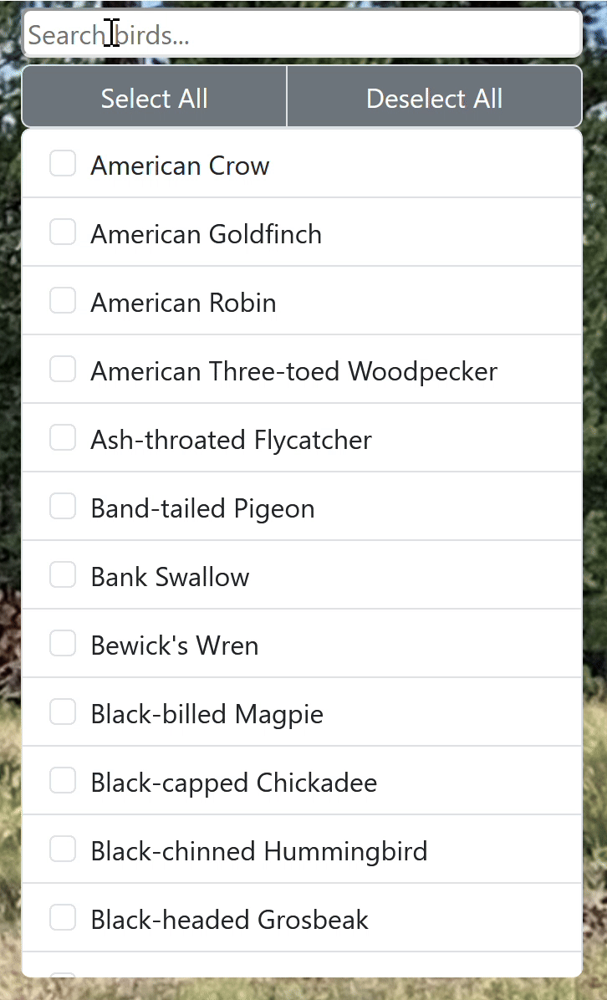 Search birds...
Select All
Deselect All
American Crow
American Goldfinch
American Robin
American Three-toed Woodpecker
Ash-throated Flycatcher
Band-tailed Pigeon
Bank Swallow
Bewick's Wren
Black-billed Magpie
Black-capped Chickadee
Black-chinned Hummingbird
Black-headed Grosbeak